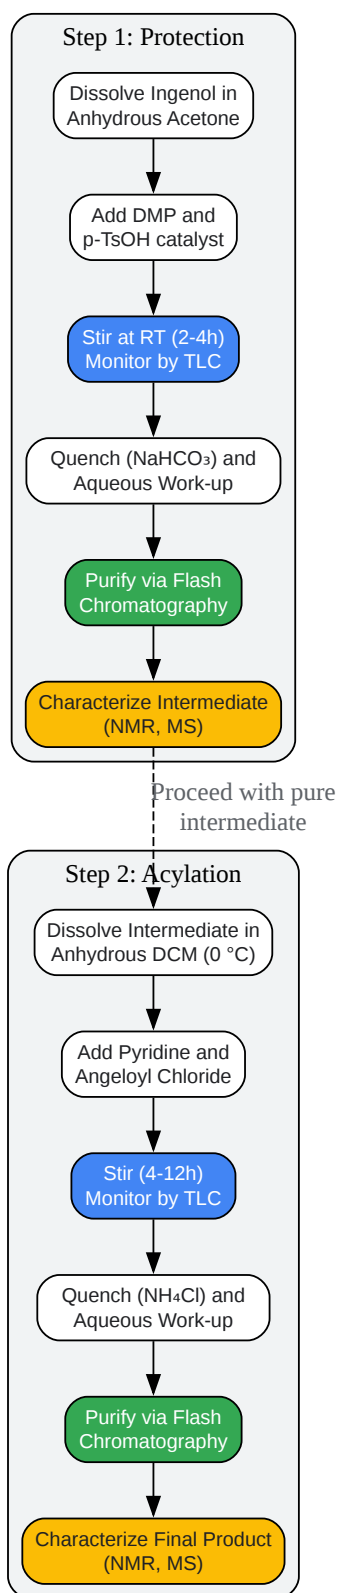 Step 1: Protection
Dissolve Ingenol in
Anhydrous Acetone
Add DMP and
p-TsOH catalyst
Stir at RT (2-4h)
Monitor by TLC
Quench (NaHCO₃) and
Aqueous Work-up
Purify via Flash
Chromatography
Characterize Intermediate
(NMR, MS)
Proceed with pure
intermediate
Step 2: Acylation
Dissolve Intermediate in
Anhydrous DCM (0 °C)
Add Pyridine and
Angeloyl Chloride
Stir (4-12h)
Monitor by TLC
Quench (NH₄Cl) and
Aqueous Work-up
Purify via Flash
Chromatography
Characterize Final Product
(NMR, MS)